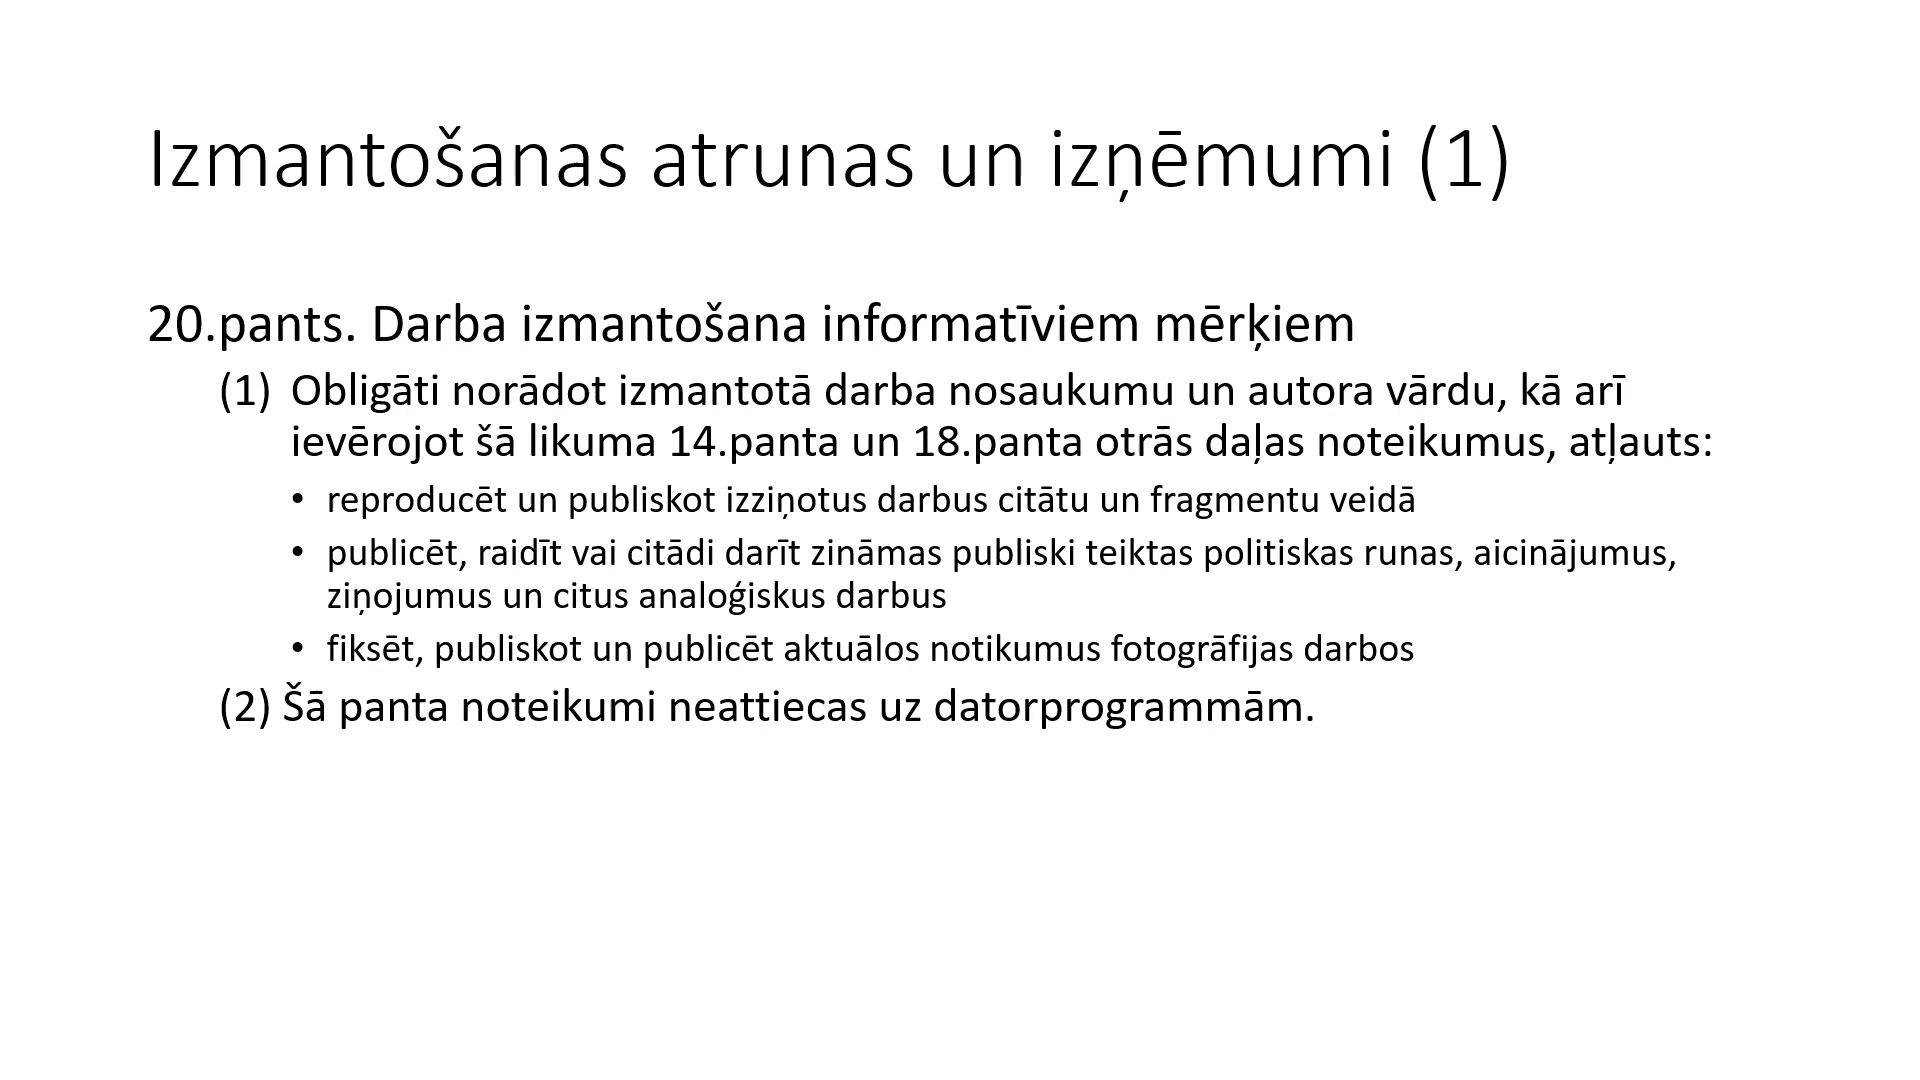 Izmantošanas atrunas un izņēmumi (1)
20.pants. Darba izmantošana informatīviem mērķiem
(1) Obligāti norādot izmantotā darba nosaukumu un autora vārdu, kā arī
ievērojot šā likuma 14.panta un 18.panta otrās daļas noteikumus, atļauts:
• reproducēt un publiskot izziņotus darbus citātu un fragmentu veidā
• publicēt, raidīt vai citādi darīt zināmas publiski teiktas politiskas runas, aicinājumus,
ziņojumus un citus analoģiskus darbus
• fiksēt, publiskot un publicēt aktuālos notikumus fotogrāfijas darbos
(2) Šā panta noteikumi neattiecas uz datorprogrammām.